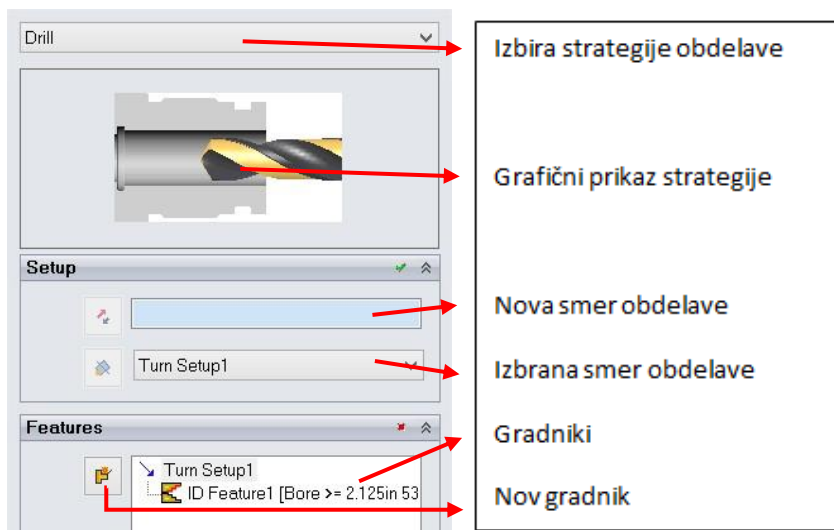 Drill
Izbira strategije obdelave
Grafični prikaz strategije
Setup
Nova smer obdelave
Turn Setup1
Izbrana smer obdelave
Features
Gradniki
Turn Setup1
ID Feature1 [Bore >= 2.125in 53
Nov gradnik